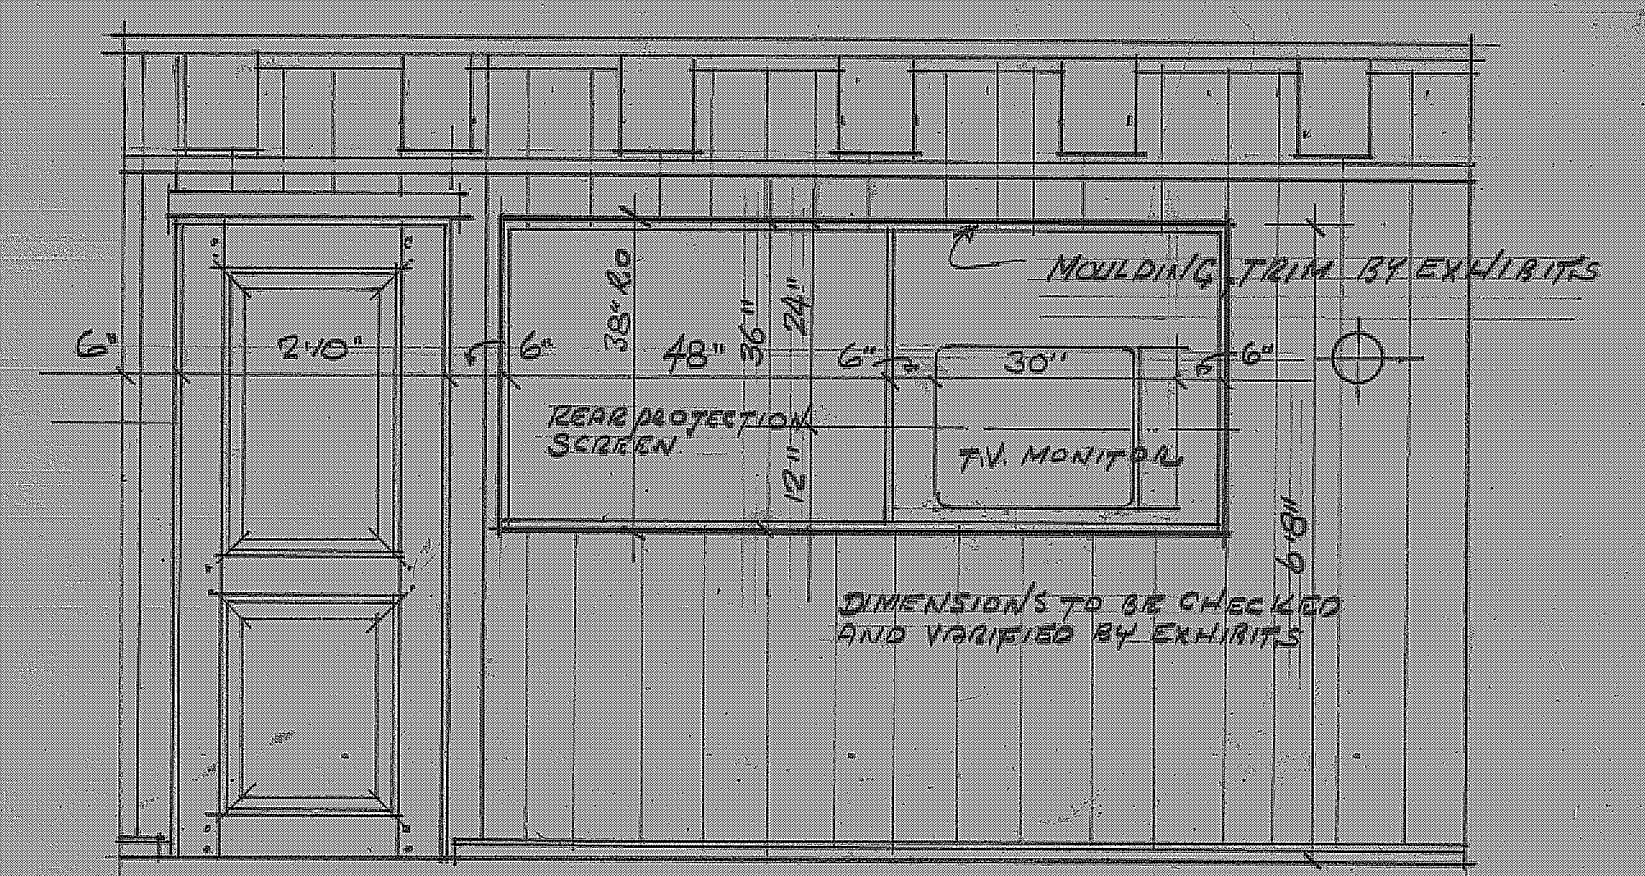 MOULDING, TRIM BY EXHIBITS
38" R.O
36"
24"
6"
2'10"
6"
48"
6"
30"
6"
REAR PROJECTION
SCREEN.
T.V. MONITOR
12"
6'8"
DIMENSIONS TO BE CHECKED
AND VARIFIED BY EXHIBITS